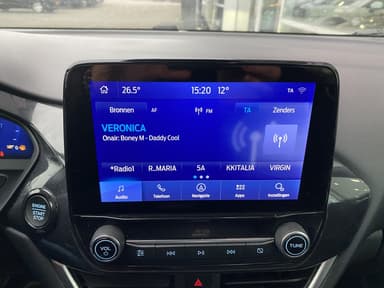 26.5° 15:20 12° TA
Bronnen AF FM TA Zenders
VERONICA
Onair: Boney M - Daddy Cool
*Radio1 R..MARIA 5A KKITALIA VIRGIN
Audio Telefoon Navigatie Apps Instellingen
ENGINE
START
STOP
VOL
TUNE